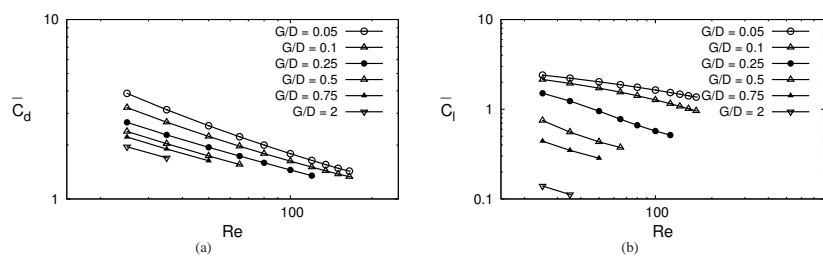 10
C̅d
1
100
Re
G/D = 0.05
G/D = 0.1
G/D = 0.25
G/D = 0.5
G/D = 0.75
G/D = 2
(a)
10
C̅l
1
0.1
100
Re
G/D = 0.05
G/D = 0.1
G/D = 0.25
G/D = 0.5
G/D = 0.75
G/D = 2
(b)